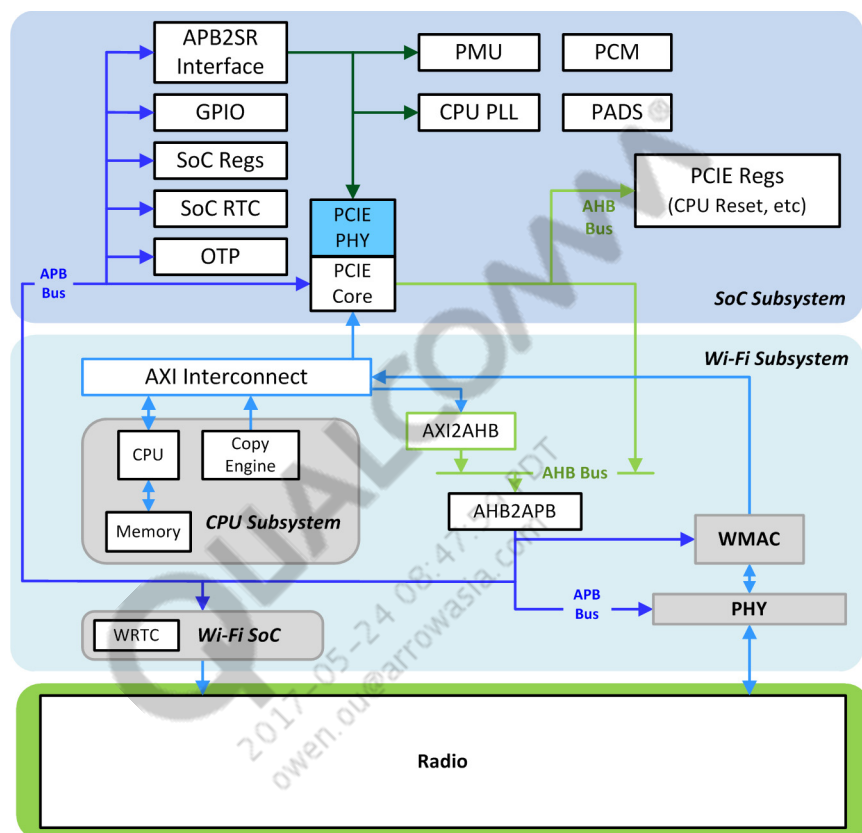 APB2SR
Interface
PMU
PCM
GPIO
CPU PLL
PADS
SoC Regs
PCIE Regs
(CPU Reset, etc)
SoC RTC
PCIE
PHY
AHB
Bus
OTP
APB
Bus
PCIE
Core
SoC Subsystem
Wi-Fi Subsystem
AXI Interconnect
AXI2AHB
CPU
Copy
Engine
AHB Bus
Memory
CPU Subsystem
AHB2APB
WMAC
APB
Bus
PHY
WRTC
Wi-Fi SoC
Radio
QUALCOMM®
2017-05-24 08:47:59 PDT
owen.ou@arrowasia.com